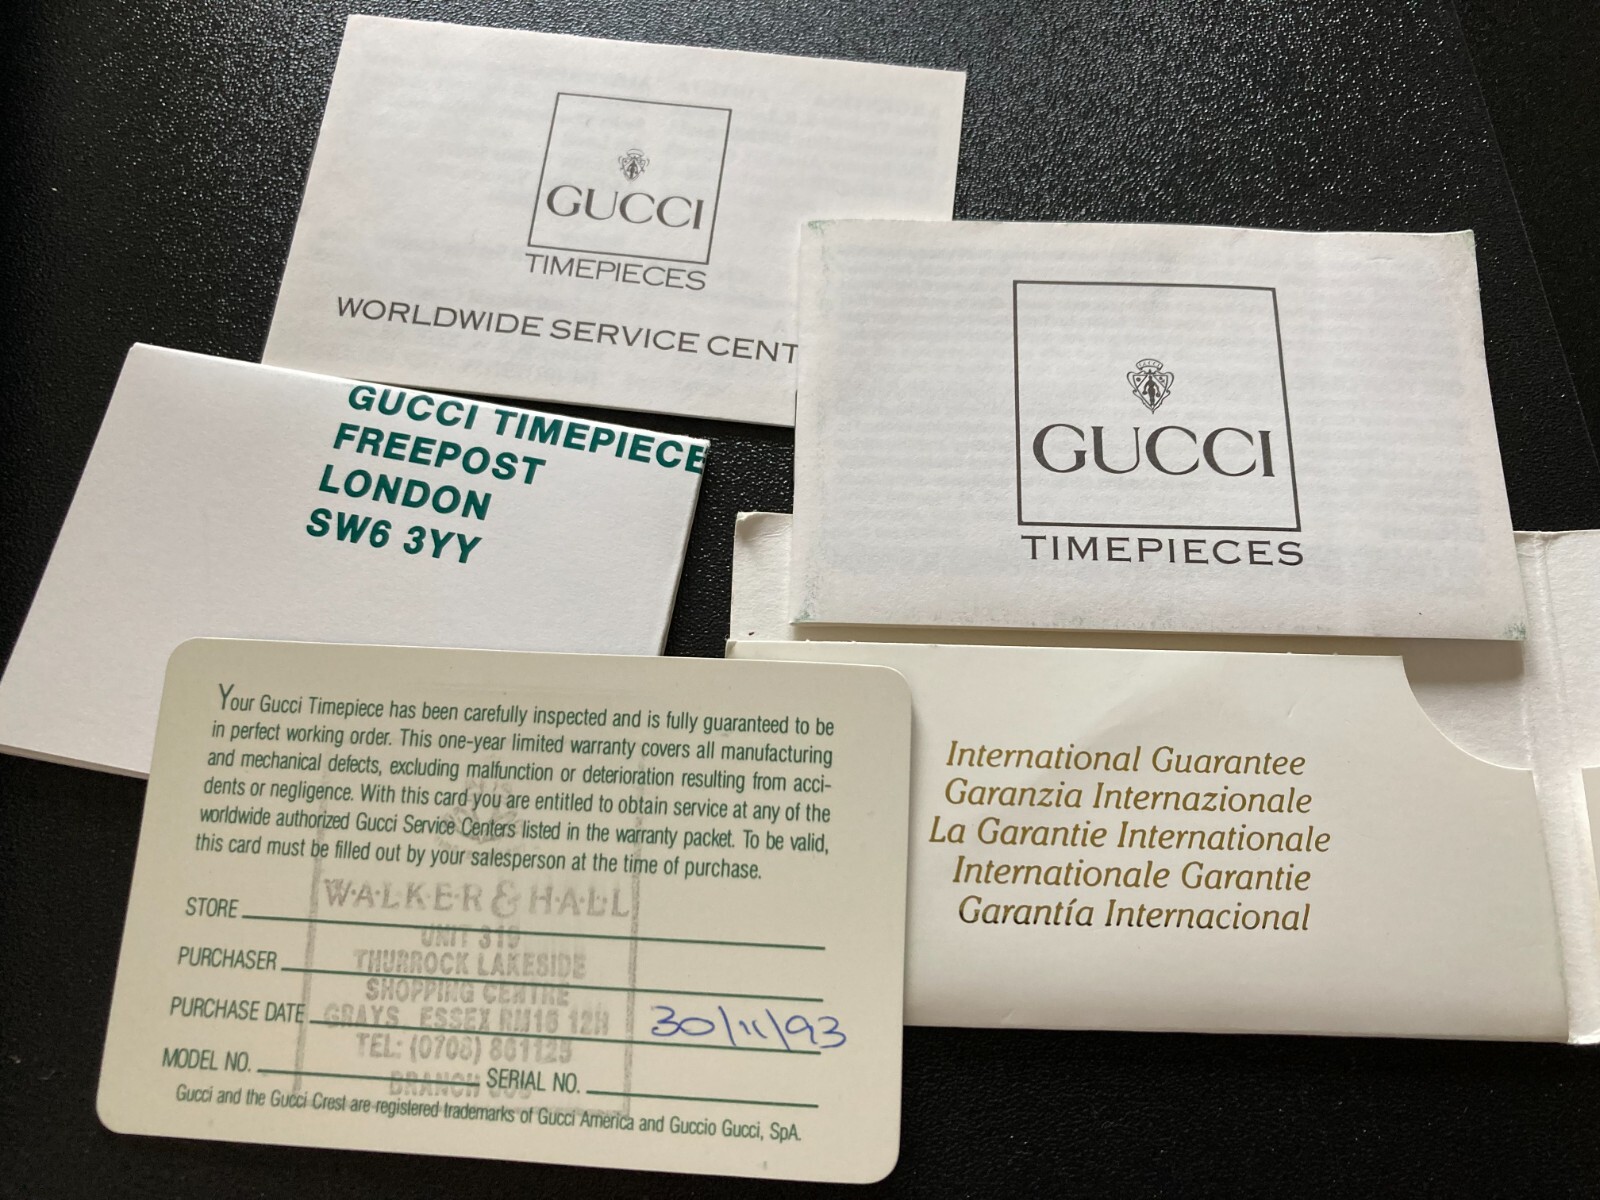 GUCCI
TIMEPIECES
WORLDWIDE SERVICE CENT
GUCCI
TIMEPIECES
GUCCI TIMEPIECE
FREEPOST
LONDON
SW6 3YY
Your Gucci Timepiece has been carefully inspected and is fully guaranteed to be
in perfect working order. This one-year limited warranty covers all manufacturing
and mechanical defects, excluding malfunction or deterioration resulting from acci-
dents or negligence. With this card you are entitled to obtain service at any of the
worldwide authorized Gucci Service Centers listed in the warranty packet. To be valid,
this card must be filled out by your salesperson at the time of purchase.
W·A·L·K·E·R & H·A·L·L
UNIT 319
THURROCK LAKESIDE
SHOPPING CENTRE
GRAYS ESSEX RM16 1
TEL: (0708) 861129
BRANCH
STORE
PURCHASER
PURCHASE DATE 30/11/93
MODEL NO. SERIAL NO.
Gucci and the Gucci Crest are registered trademarks of Gucci America and Guccio Gucci, SpA.
International Guarantee
Garanzia Internazionale
La Garantie Internationale
Internationale Garantie
Garantía Internacional